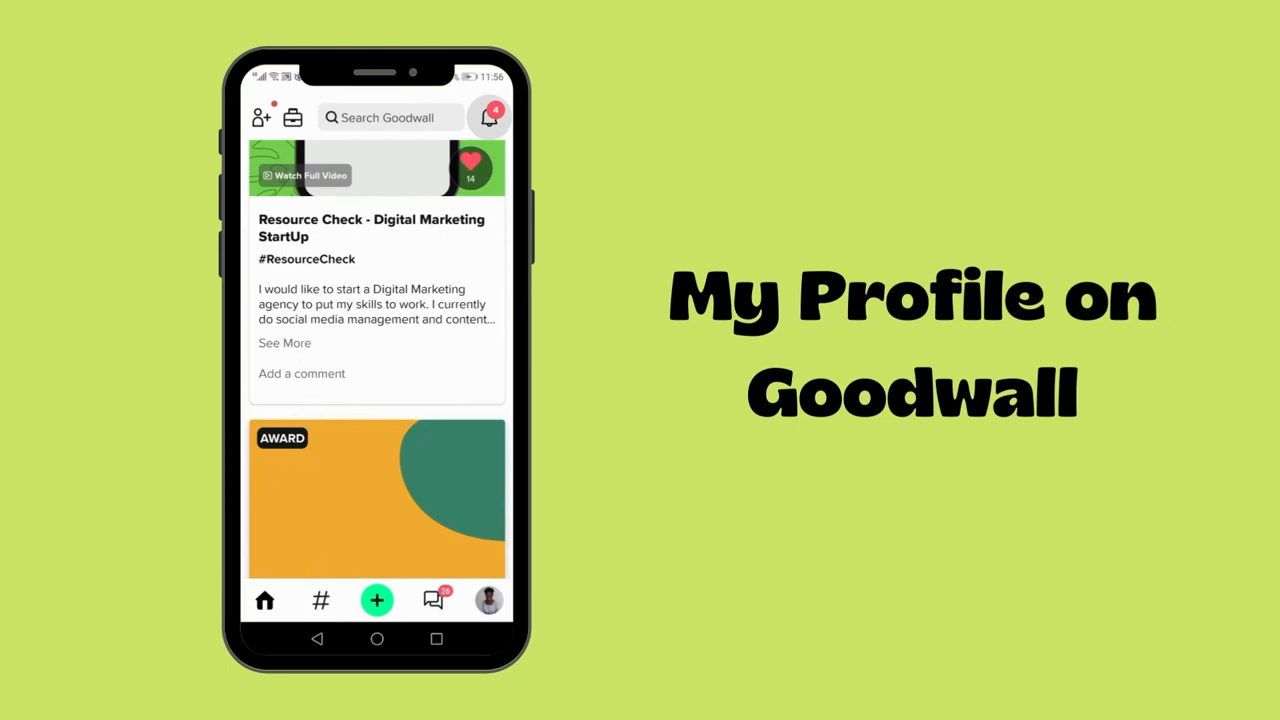 11:56
Search Goodwall
4
Watch Full Video
14
Resource Check - Digital Marketing
StartUp
#ResourceCheck
I would like to start a Digital Marketing
agency to put my skills to work. I currently
do social media management and content...
See More
Add a comment
AWARD
26
My Profile on
Goodwall